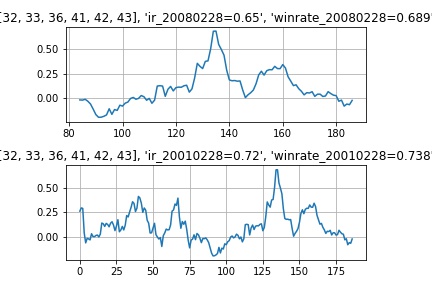 [32, 33, 36, 41, 42, 43], 'ir_20080228=0.65', 'winrate_20080228=0.689'
0.50
0.25
0.00
80 100 120 140 160 180
[32, 33, 36, 41, 42, 43], 'ir_20010228=0.72', 'winrate_20010228=0.738'
0.50
0.25
0.00
0 25 50 75 100 125 150 175